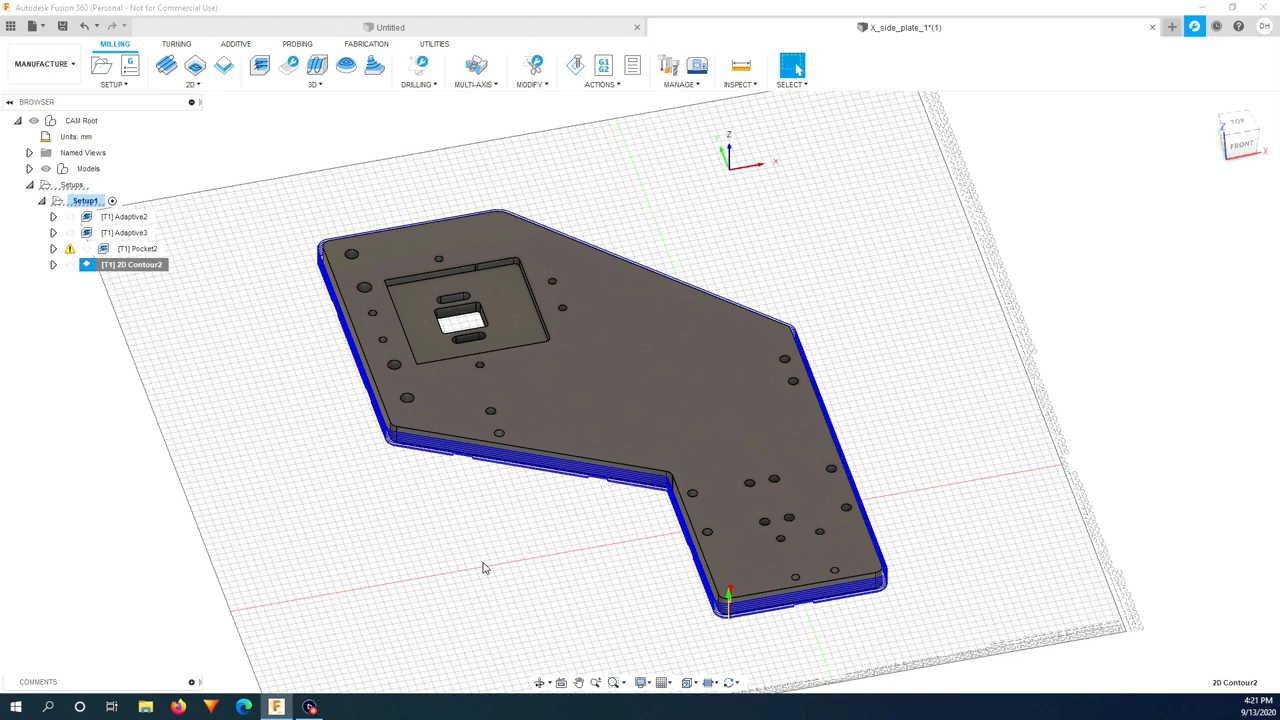 Autodesk Fusion 360 (Personal - Not for Commercial Use)
Untitled
X_side_plate_1*(1)
DH
MANUFACTURE
MILLING
TURNING
ADDITIVE
PROBING
FABRICATION
UTILITIES
G
G1
G2
SETUP
2D
3D
DRILLING
MULTI-AXIS
MODIFY
ACTIONS
MANAGE
INSPECT
SELECT
BROWSER
CAM Root
Units: mm
Named Views
Models
Setups
Setup1
[T1] Adaptive2
[T1] Adaptive3
[T1] Pocket2
[T1] 2D Contour2
Z
Y
X
TOP
FRONT
Z
X
COMMENTS
2D Contour2
4:21 PM
9/13/2020